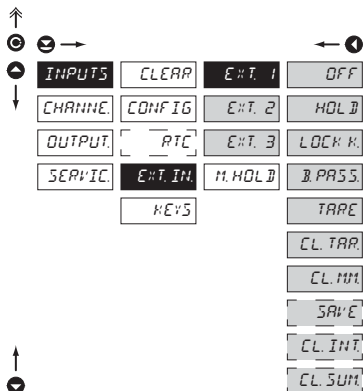 INPUTS CLEAR EXT. 1 OFF
CHANNE. CONFIG EXT. 2 HOLD
OUTPUT. RTC EXT. 3 LOCK K.
SERVIC. EXT. IN. M. HOLD B. PASS.
KEYS TARE
CL. TAR.
CL. MM.
SAVE
CL. INT.
CL. SUM.